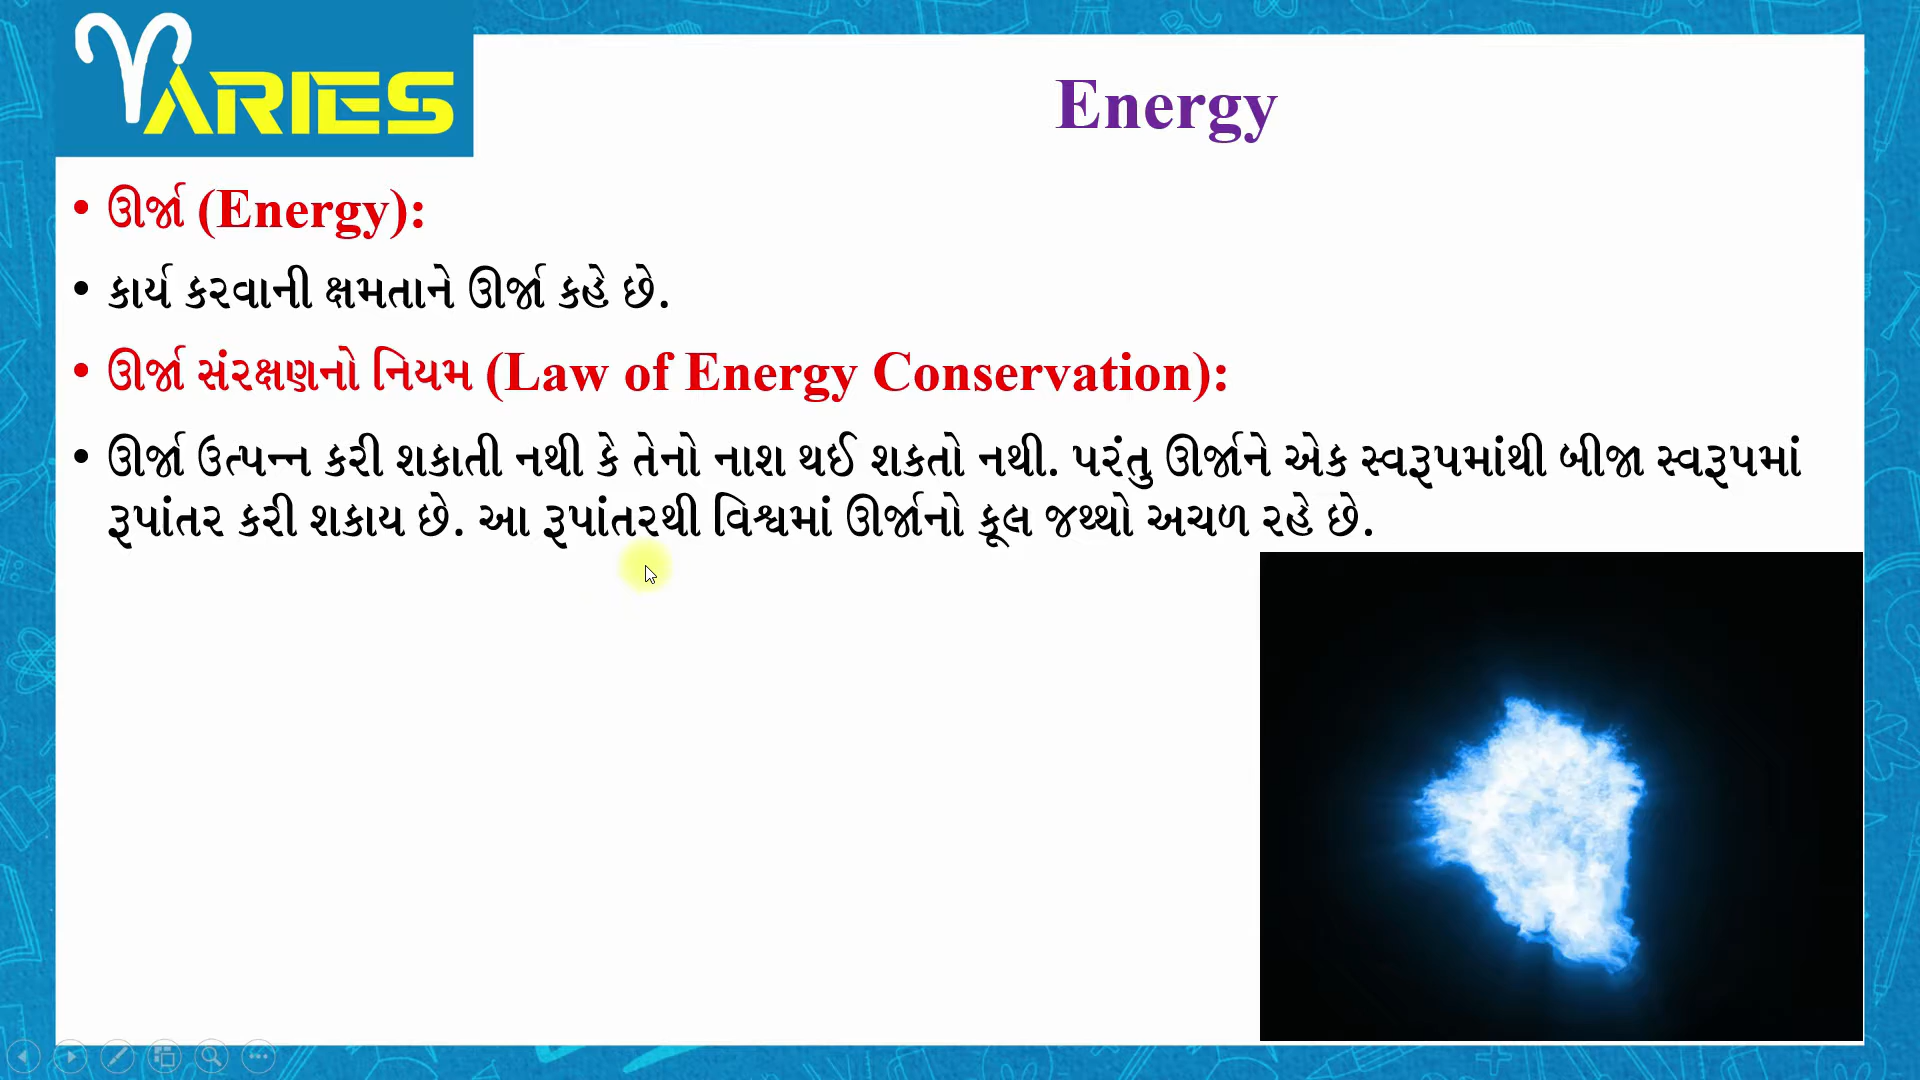 ARIES
Energy
• ઊર્જા (Energy):
• કાર્ય કરવાની ક્ષમતાને ઊર્જા કહે છે.
• ઊર્જા સંરક્ષણનો નિયમ (Law of Energy Conservation):
• ઊર્જા ઉત્પન્ન કરી શકાતી નથી કે તેનો નાશ થઈ શકતો નથી. પરંતુ ઊર્જાને એક સ્વરૂપમાંથી બીજા સ્વરૂપમાં
રૂપાંતર કરી શકાય છે. આ રૂપાંતરથી વિશ્વમાં ઊર્જાનો કૂલ જથ્થો અચળ રહે છે.